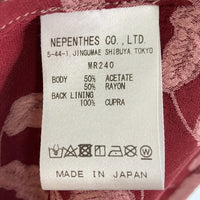 NEPENTHES CO., LTD.
5-44-1, JINGUMAE SHIBUYA TOKYO
MR240
BODY 50% ACETATE
50% RAYON
BACK LINING
100% CUPRA
MADE IN JAPAN